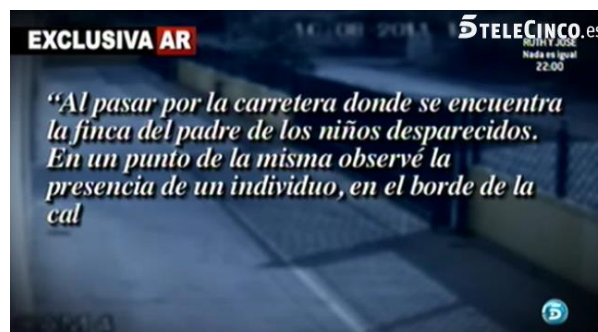 EXCLUSIVA AR
TELECINCO.es
RUTH Y JOSÉ
Nada es igual
22:00
“Al pasar por la carretera donde se encuentra
la finca del padre de los niños desparecidos.
En un punto de la misma observé la
presencia de un individuo, en el borde de la
cal